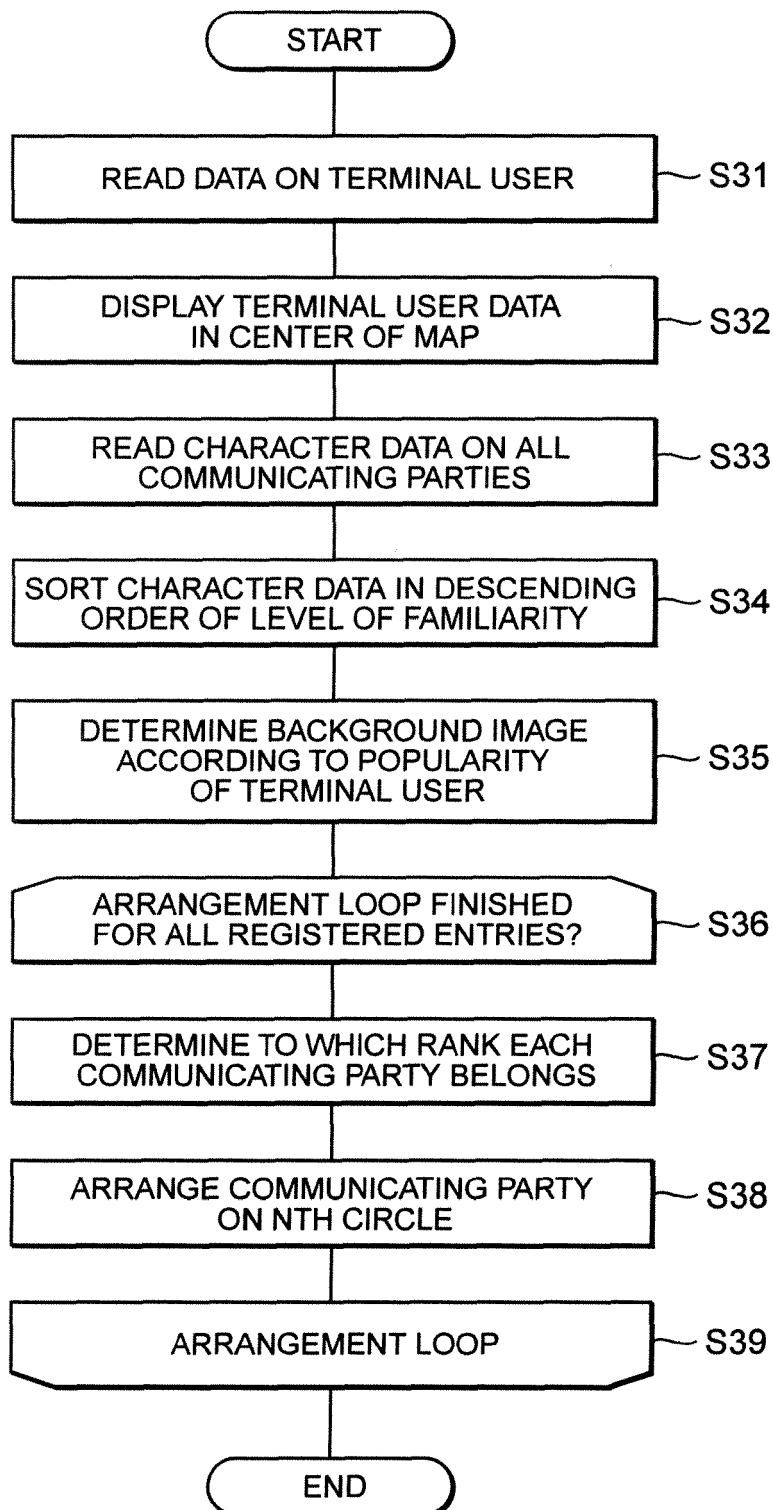 START
READ DATA ON TERMINAL USER
S31
DISPLAY TERMINAL USER DATA
IN CENTER OF MAP
S32
READ CHARACTER DATA ON ALL
COMMUNICATING PARTIES
S33
SORT CHARACTER DATA IN DESCENDING
ORDER OF LEVEL OF FAMILIARITY
S34
DETERMINE BACKGROUND IMAGE
ACCORDING TO POPULARITY
OF TERMINAL USER
S35
ARRANGEMENT LOOP FINISHED
FOR ALL REGISTERED ENTRIES?
S36
DETERMINE TO WHICH RANK EACH
COMMUNICATING PARTY BELONGS
S37
ARRANGE COMMUNICATING PARTY
ON NTH CIRCLE
S38
ARRANGEMENT LOOP
S39
END